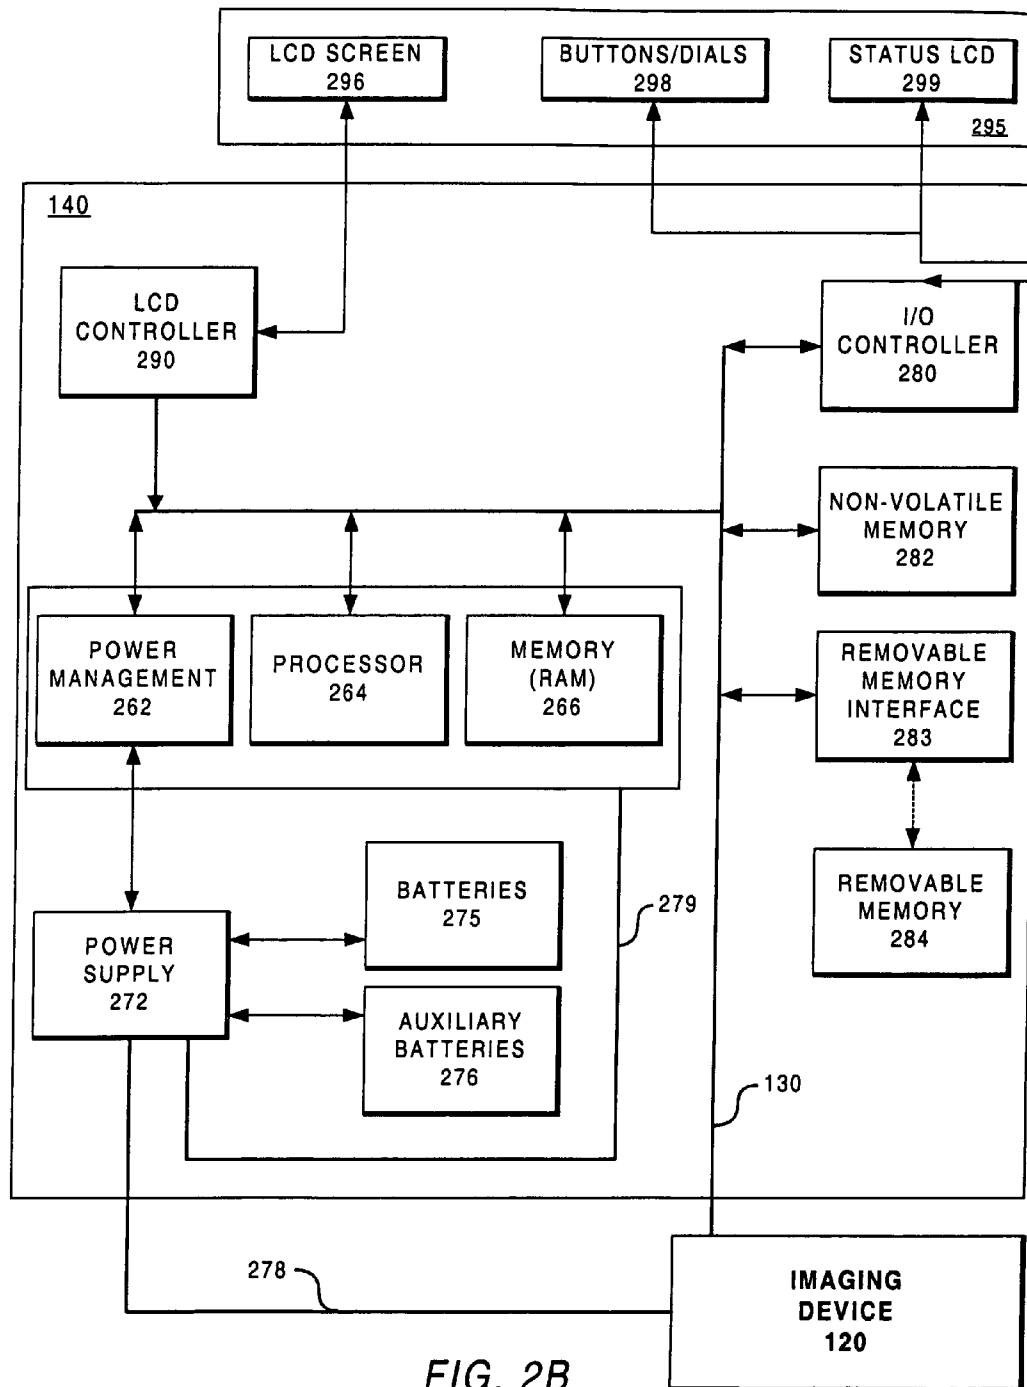 LCD SCREEN
296
BUTTONS/DIALS
298
STATUS LCD
299
295
140
LCD
CONTROLLER
290
I/O
CONTROLLER
280
NON-VOLATILE
MEMORY
282
POWER
MANAGEMENT
262
PROCESSOR
264
MEMORY
(RAM)
266
REMOVABLE
MEMORY
INTERFACE
283
BATTERIES
275
279
REMOVABLE
MEMORY
284
POWER
SUPPLY
272
AUXILIARY
BATTERIES
276
130
278
IMAGING
DEVICE
120
FIG. 2B